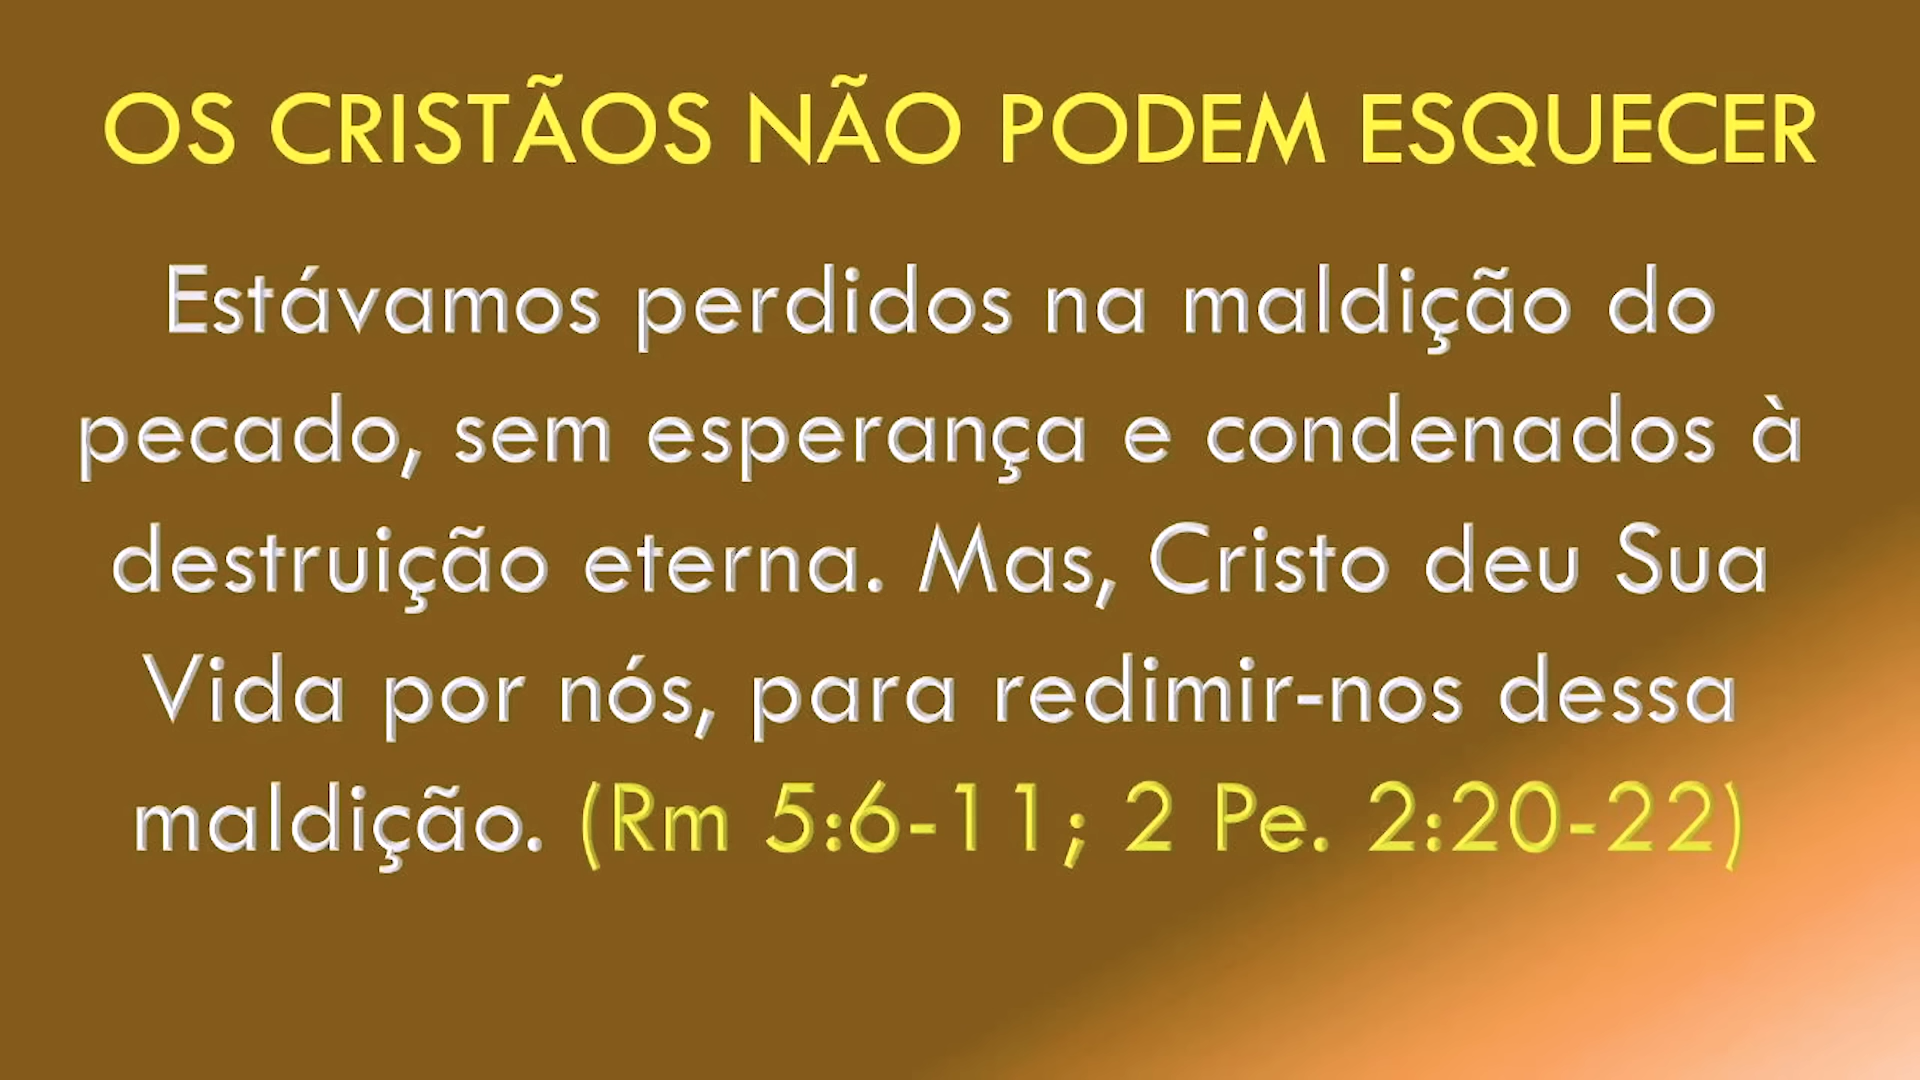 OS CRISTÃOS NÃO PODEM ESQUECER
Estávamos perdidos na maldição do
pecado, sem esperança e condenados à
destruição eterna. Mas, Cristo deu Sua
Vida por nós, para redimir-nos dessa
maldição. (Rm 5:6-11; 2 Pe. 2:20-22)